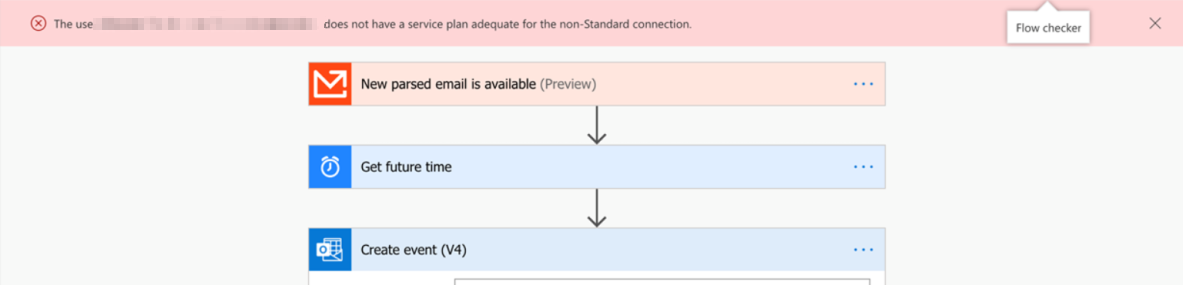 The use does not have a service plan adequate for the non-Standard connection.
Flow checker
New parsed email is available (Preview)
Get future time
Create event (V4)